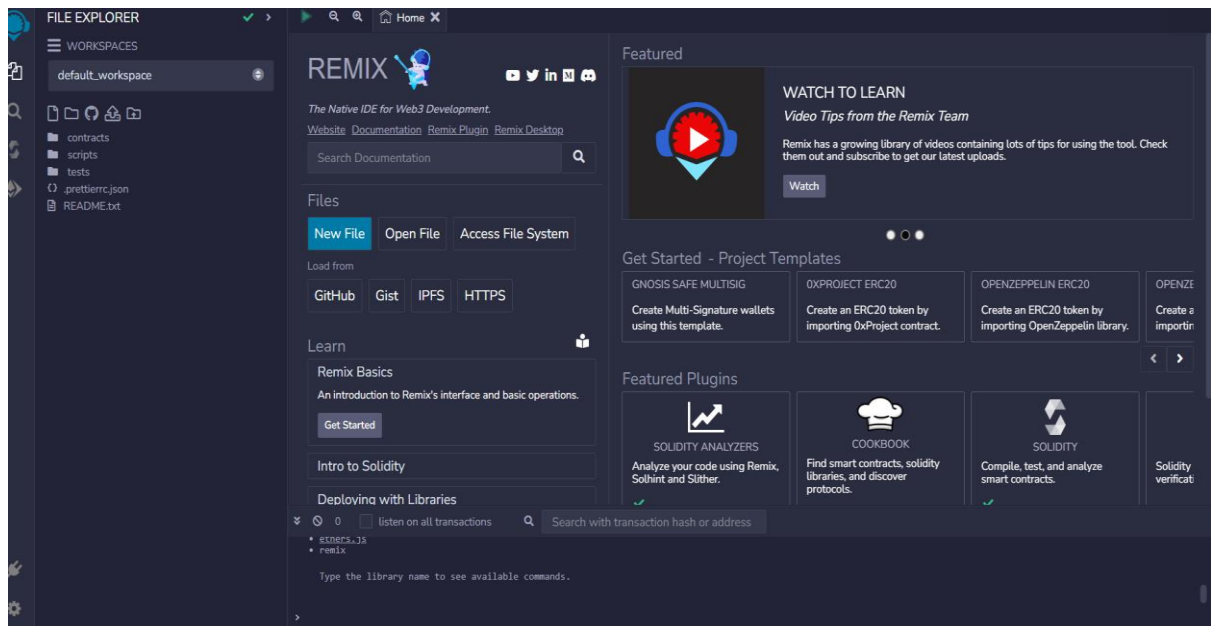 FILE EXPLORER
WORKSPACES
default_workspace
contracts
scripts
tests
.prettierrc.json
README.txt
Home
REMIX
The Native IDE for Web3 Development.
Website Documentation Remix Plugin Remix Desktop
Search Documentation
Files
New File Open File Access File System
Load from
GitHub Gist IPFS HTTPS
Learn
Remix Basics
An introduction to Remix's interface and basic operations.
Get Started
Intro to Solidity
Deploying with Libraries
Featured
WATCH TO LEARN
Video Tips from the Remix Team
Remix has a growing library of videos containing lots of tips for using the tool. Check
them out and subscribe to get our latest uploads.
Watch
Get Started - Project Templates
GNOSIS SAFE MULTISIG
Create Multi-Signature wallets
using this template.
0XPROJECT ERC20
Create an ERC20 token by
importing 0xProject contract.
OPENZEPPELIN ERC20
Create an ERC20 token by
importing OpenZeppelin library.
OPENZE
Create a
importin
Featured Plugins
SOLIDITY ANALYZERS
Analyze your code using Remix,
Solhint and Slither.
COOKBOOK
Find smart contracts, solidity
libraries, and discover
protocols.
SOLIDITY
Compile, test, and analyze
smart contracts.
Solidity
verificati
0 listen on all transactions Search with transaction hash or address
• ethers.js
• remix
Type the library name to see available commands.
>